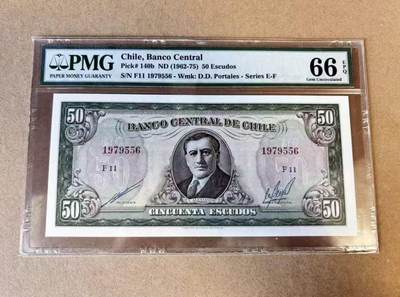 PMG
PAPER MONEY GUARANTY
Chile, Banco Central
Pick# 140b ND (1962-75) 50 Escudos
S/N F11 1979556 - Wmk: D.D. Portales - Series E-F
66 EPQ
Gem Uncirculated
50 BANCO CENTRAL DE CHILE 50
1979556 1979556
F 11 F 11
50 CINCUENTA ESCUDOS 50